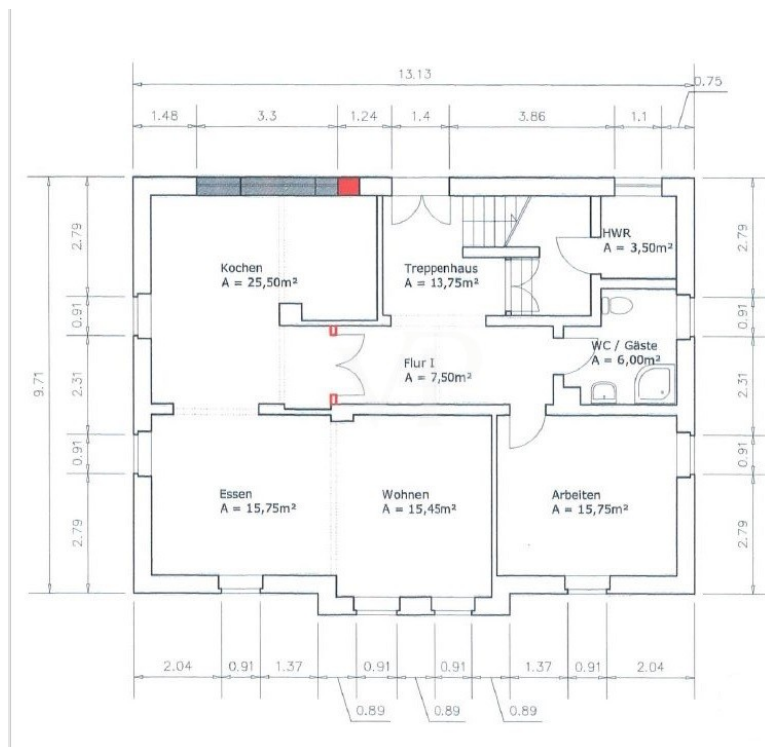 13.13
0.75
1.48
3.3
1.24
1.4
3.86
1.1
2.79
0.91
2.31
0.91
2.79
9.71
Kochen
A = 25,50m²
Treppenhaus
A = 13,75m²
HWR
A = 3,50m²
WC / Gäste
A = 6,00m²
Flur I
A = 7,50m²
Essen
A = 15,75m²
Wohnen
A = 15,45m²
Arbeiten
A = 15,75m²
2.79
0.91
2.31
0.91
2.79
2.04
0.91
1.37
0.91
0.91
1.37
0.91
2.04
0.89
0.89
0.89